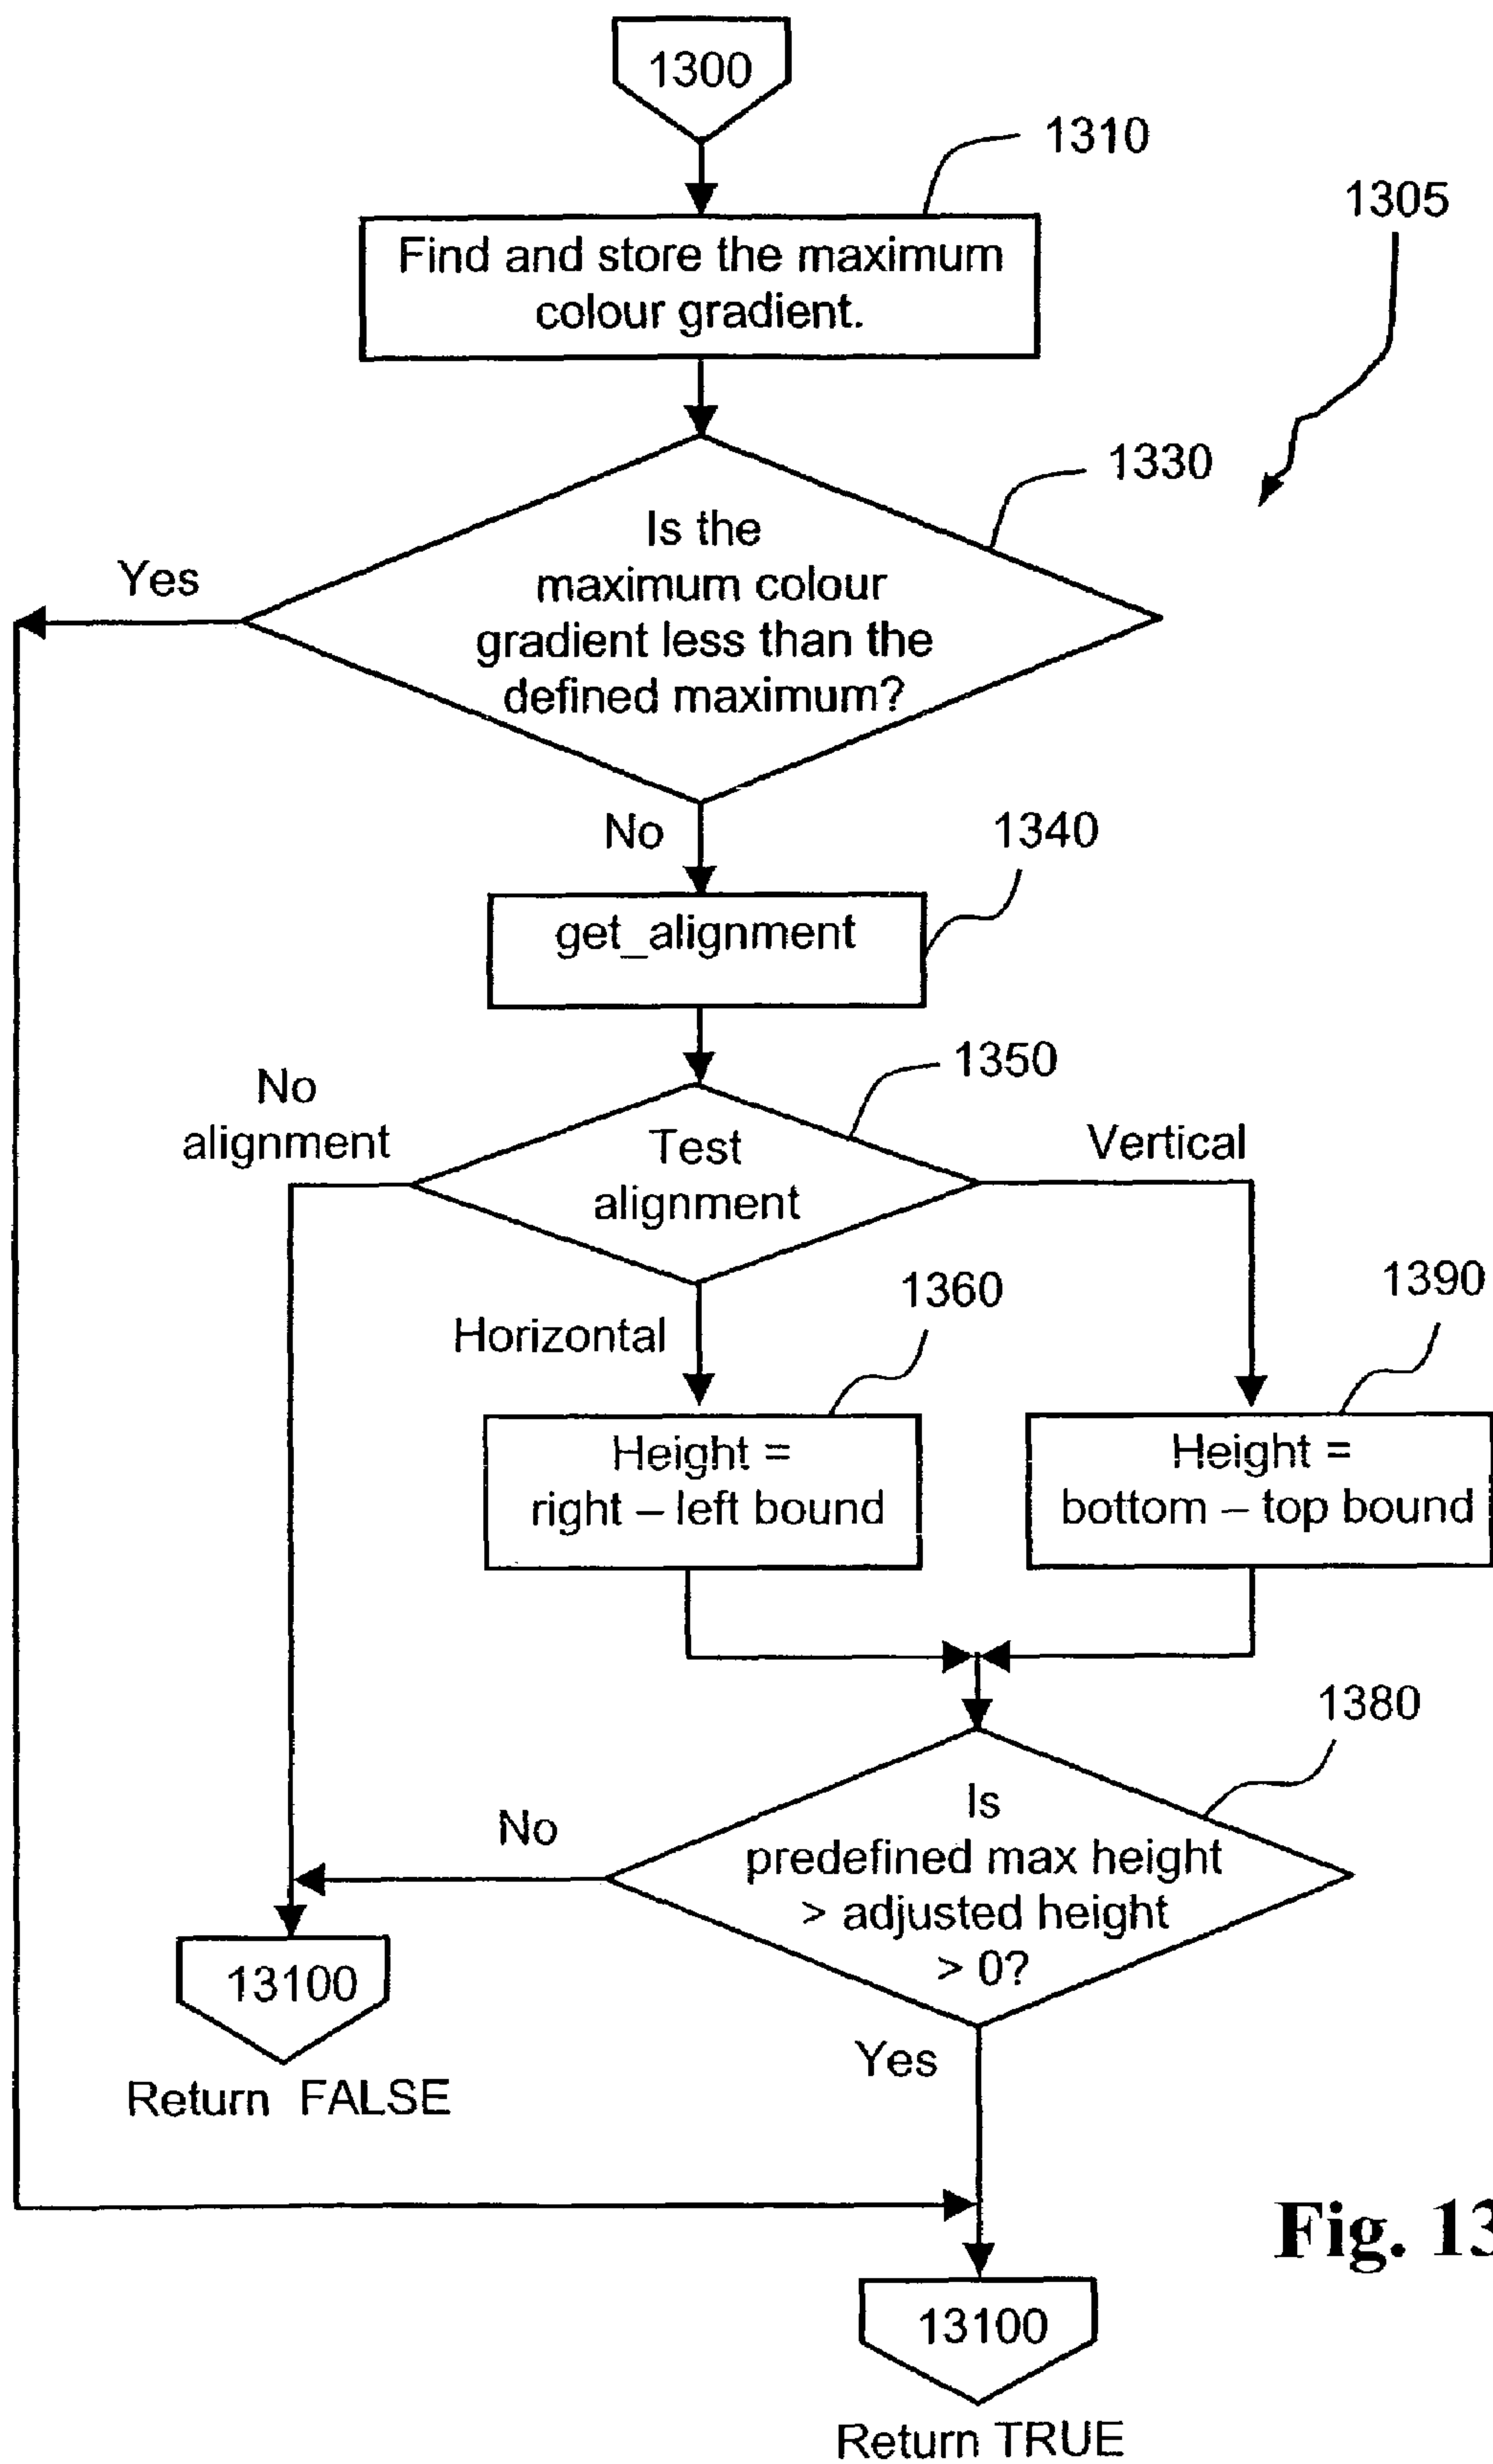 1300
1310
1305
Find and store the maximum
colour gradient.
1330
Is the
maximum colour
gradient less than the
defined maximum?
Yes
No
1340
get_alignment
1350
No
alignment
Test
alignment
Vertical
1360
1390
Horizontal
Height =
right – left bound
Height =
bottom – top bound
1380
No
Is
predefined max height
> adjusted height
> 0?
13100
Return FALSE
Yes
Fig. 13
13100
Return TRUE